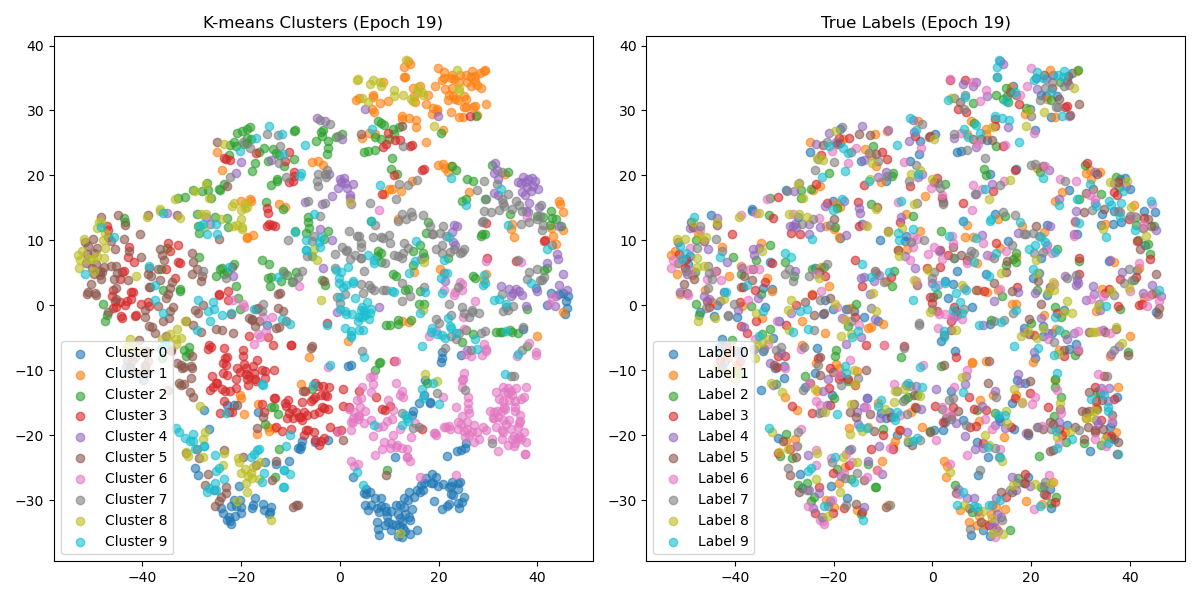 K-means Clusters (Epoch 19)
40
30
20
10
0
−10
−20
−30
−40
−20
0
20
40
Cluster 0
Cluster 1
Cluster 2
Cluster 3
Cluster 4
Cluster 5
Cluster 6
Cluster 7
Cluster 8
Cluster 9
True Labels (Epoch 19)
40
30
20
10
0
−10
−20
−30
−40
−20
0
20
40
Label 0
Label 1
Label 2
Label 3
Label 4
Label 5
Label 6
Label 7
Label 8
Label 9